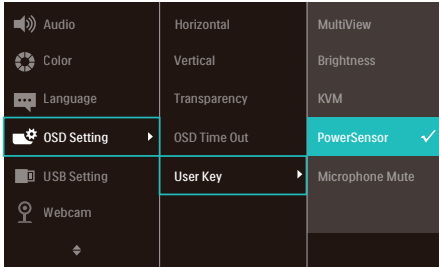 Audio
Color
Language
OSD Setting
USB Setting
Webcam
Horizontal
Vertical
Transparency
OSD Time Out
User Key
MultiView
Brightness
KVM
PowerSensor
Microphone Mute